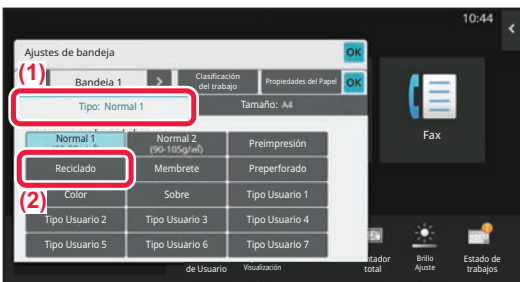 10:44
Ajustes de bandeja
OK
(1)
Bandeja 1
>
Clasificación
del trabajo
Propiedades del Papel
OK
Tipo: Normal 1
Tamaño: A4
Normal 1
Normal 2
(90-105g/㎡)
Preimpresión
Reciclado
Membrete
Preperforado
(2)
Color
Sobre
Tipo Usuario 1
Tipo Usuario 2
Tipo Usuario 3
Tipo Usuario 4
Tipo Usuario 5
Tipo Usuario 6
Tipo Usuario 7
Fax
de Usuario
Visualización
total
Brillo
Ajuste
Estado de
trabajos